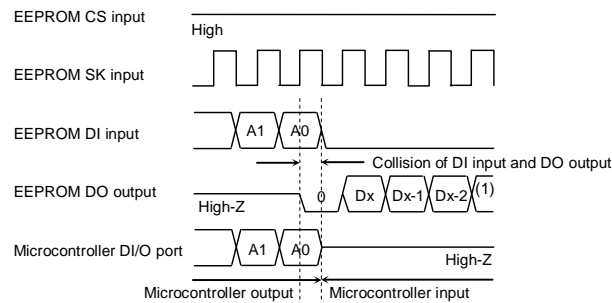 EEPROM CS input
High
EEPROM SK input
EEPROM DI input
A1 A0
Collision of DI input and DO output
EEPROM DO output
High-Z
0 Dx Dx-1 Dx-2 (1)
Microcontroller DI/O port
A1 A0
High-Z
Microcontroller output Microcontroller input